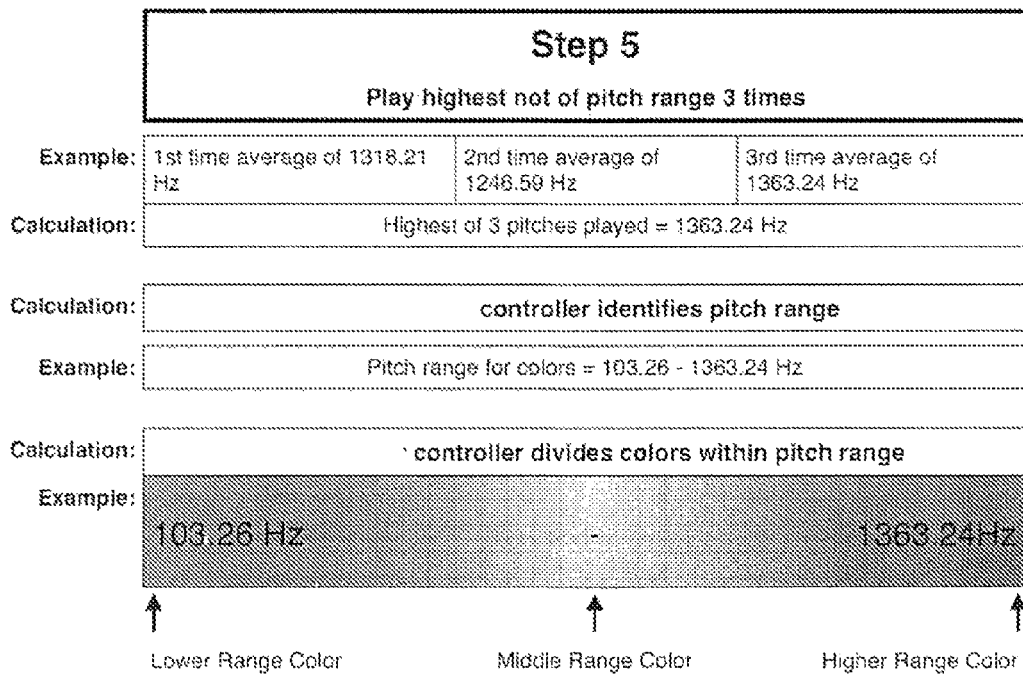 Step 5
Play highest not of pitch range 3 times
Example: 1st time average of 1318.21 Hz
2nd time average of 1246.59 Hz
3rd time average of 1363.24 Hz
Calculation: Highest of 3 pitches played = 1363.24 Hz
Calculation: controller identifies pitch range
Example: Pitch range for colors = 103.26 - 1363.24 Hz
Calculation: controller divides colors within pitch range
Example:
103.26 Hz - 1363.24Hz
Lower Range Color Middle Range Color Higher Range Color